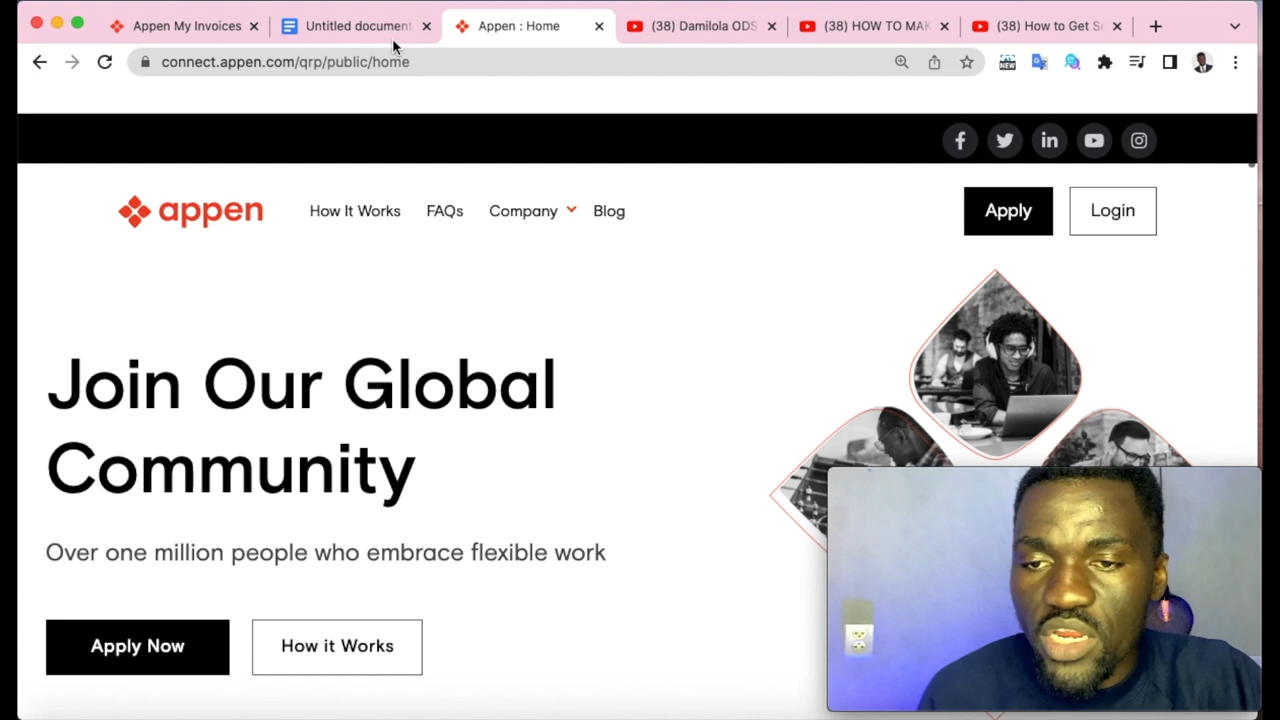 Appen My Invoices
Untitled document
Appen : Home
(38) Damilola ODS
(38) HOW TO MAK
(38) How to Get S
connect.appen.com/qrp/public/home
NEW
appen
How It Works
FAQs
Company
Blog
Apply
Login
Join Our Global
Community
Over one million people who embrace flexible work
Apply Now
How it Works